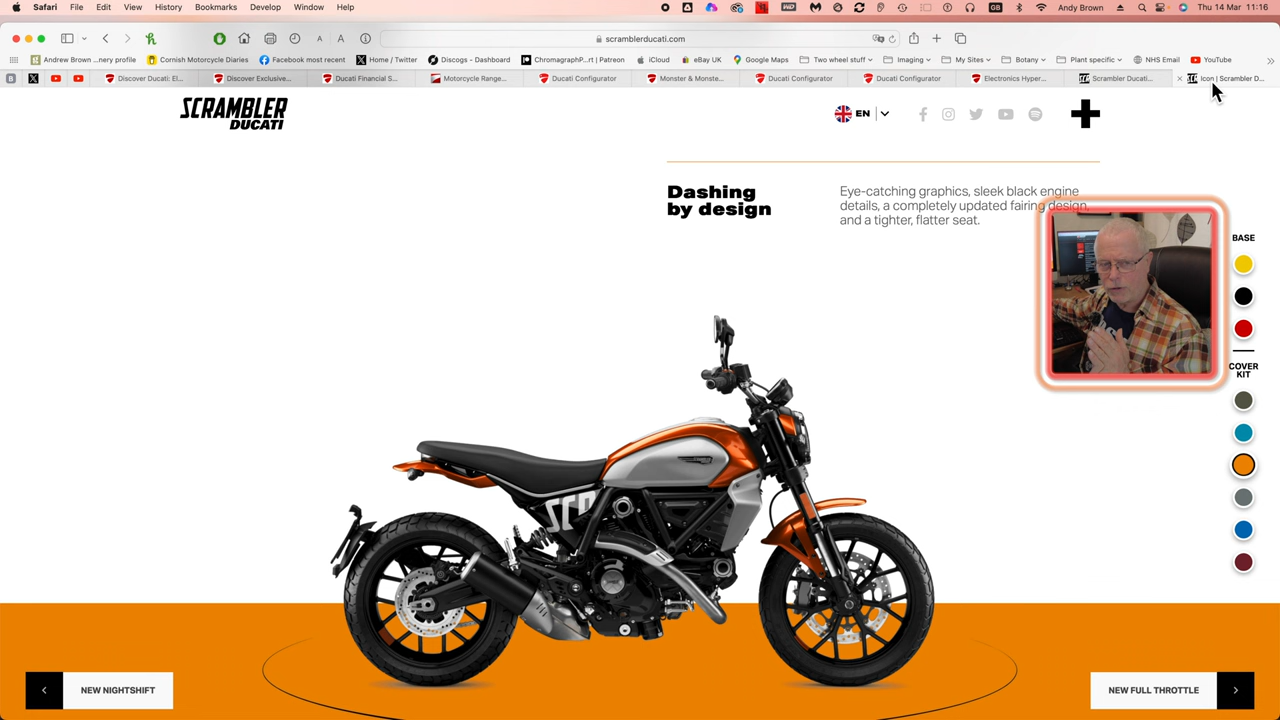 Safari File Edit View History Bookmarks Develop Window Help
GB Andy Brown Thu 14 Mar 11:16
scramblerducati.com
Andrew Brown ...nery profile Cornish Motorcycle Diaries Facebook most recent Home / Twitter Discogs - Dashboard ChromatographP...rt | Patreon iCloud eBay UK Google Maps Two wheel stuff Imaging My Sites Botany Plant specific NHS Email YouTube
Discover Ducati: El... Discover Exclusive... Ducati Financial S... Motorcycle Range... Ducati Configurator Monster & Monste... Ducati Configurator Ducati Configurator Electronics Hyper... Scrambler Ducati... Icon | Scrambler D...
SCRAMBLER
DUCATI
EN
Dashing
by design
Eye-catching graphics, sleek black engine
details, a completely updated fairing design,
and a tighter, flatter seat.
BASE
COVER
KIT
SCR
NEW NIGHTSHIFT
NEW FULL THROTTLE